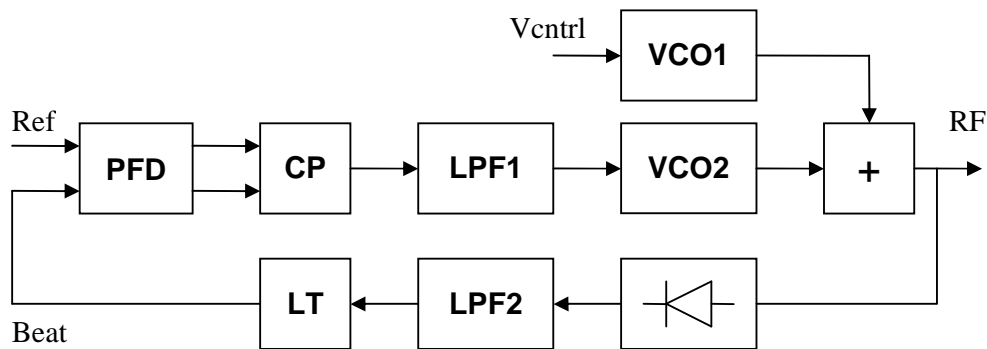 Vcntrl
VCO1
Ref
RF
PFD
CP
LPF1
VCO2
+
LT
LPF2
Beat